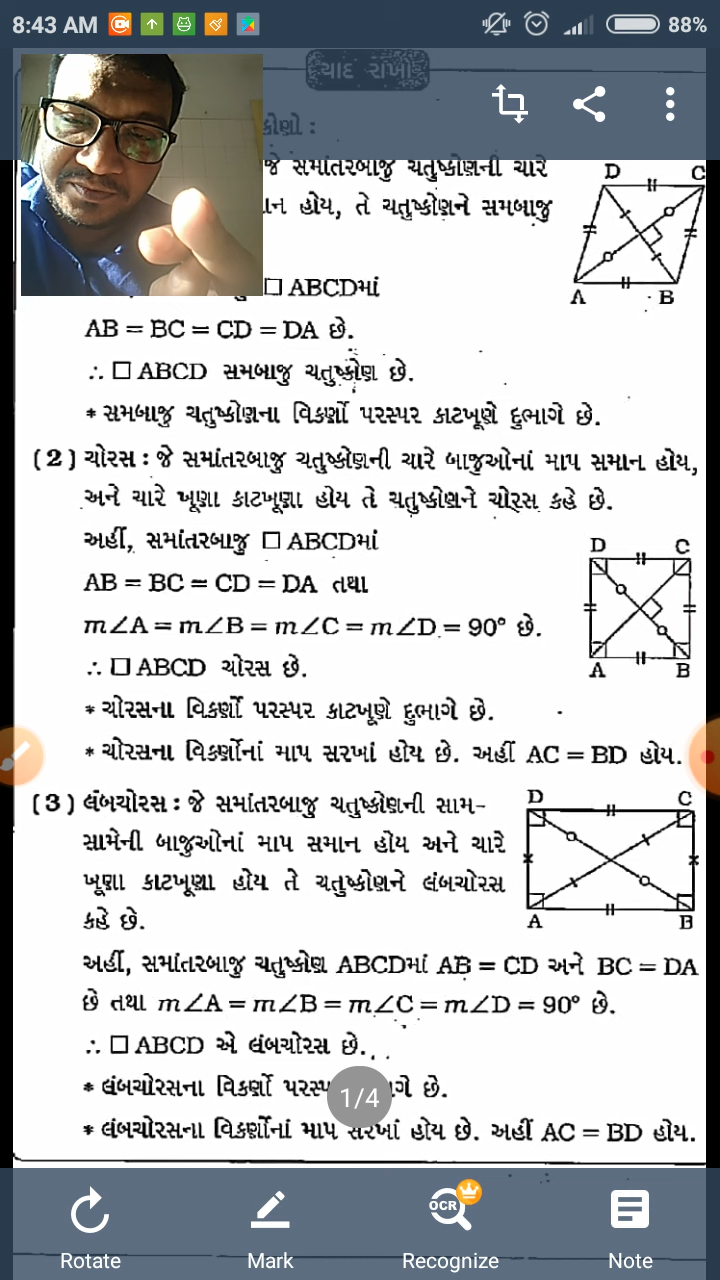 8:43 AM
88%
યાદ રાખો
કોણો :
જે સમાંતરબાજુ ચતુષ્કોણની ચારે
હોય, તે ચતુષ્કોણને સમબાજુ
□ ABCDમાં
AB = BC = CD = DA છે.
∴ □ ABCD સમબાજુ ચતુષ્કોણ છે.
* સમબાજુ ચતુષ્કોણના વિકર્ણો પરસ્પર કાટખૂણે દુભાગે છે.
D C
A B
(2) ચોરસ : જે સમાંતરબાજુ ચતુષ્કોણની ચારે બાજુઓનાં માપ સમાન હોય,
અને ચારે ખૂણા કાટખૂણા હોય તે ચતુષ્કોણને ચોરસ કહે છે.
અહીં, સમાંતરબાજુ □ ABCDમાં
AB = BC = CD = DA તથા
m∠A = m∠B = m∠C = m∠D = 90° છે.
∴ □ ABCD ચોરસ છે.
* ચોરસના વિકર્ણો પરસ્પર કાટખૂણે દુભાગે છે.
* ચોરસના વિકર્ણોનાં માપ સરખાં હોય છે. અહીં AC = BD હોય.
D C
A B
(3) લંબચોરસ : જે સમાંતરબાજુ ચતુષ્કોણની સામ-
સામેની બાજુઓનાં માપ સમાન હોય અને ચારે
ખૂણા કાટખૂણા હોય તે ચતુષ્કોણને લંબચોરસ
કહે છે.
D C
A B
અહીં, સમાંતરબાજુ ચતુષ્કોણ ABCDમાં AB = CD અને BC = DA
છે તથા m∠A = m∠B = m∠C = m∠D = 90° છે.
∴ □ ABCD એ લંબચોરસ છે.
* લંબચોરસના વિકર્ણો છે.
1/4
* લંબચોરસના વિકર્ણોનાં માપ સરખાં હોય છે. અહીં AC = BD હોય.
OCR
Rotate Mark Recognize Note